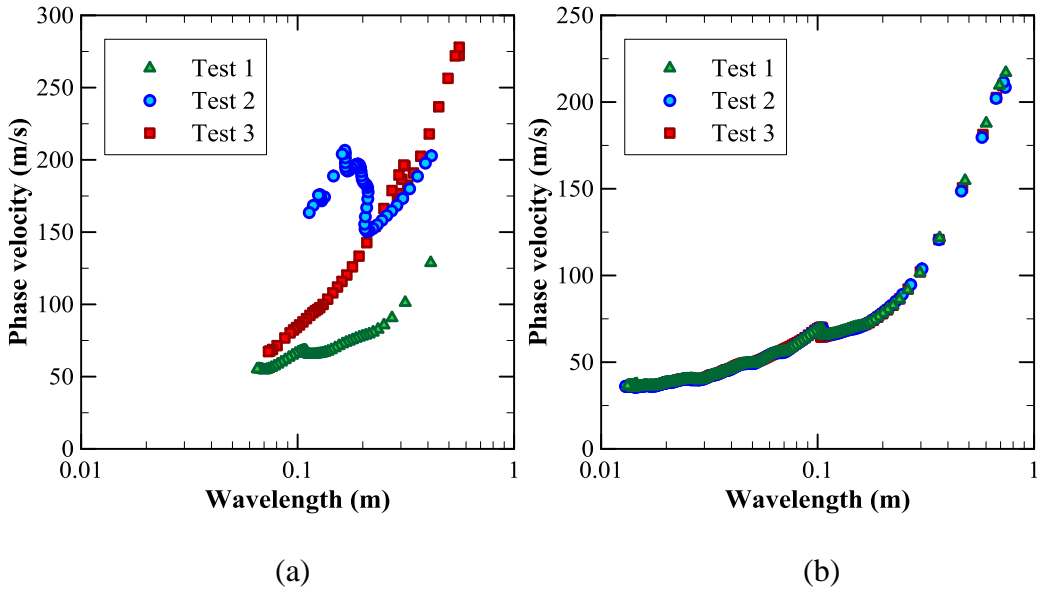 300
250
200
150
100
50
0
Phase velocity (m/s)
Test 1
Test 2
Test 3
0.01 0.1 1
Wavelength (m)
(a)
250
200
150
100
50
0
Phase velocity (m/s)
Test 1
Test 2
Test 3
0.01 0.1 1
Wavelength (m)
(b)